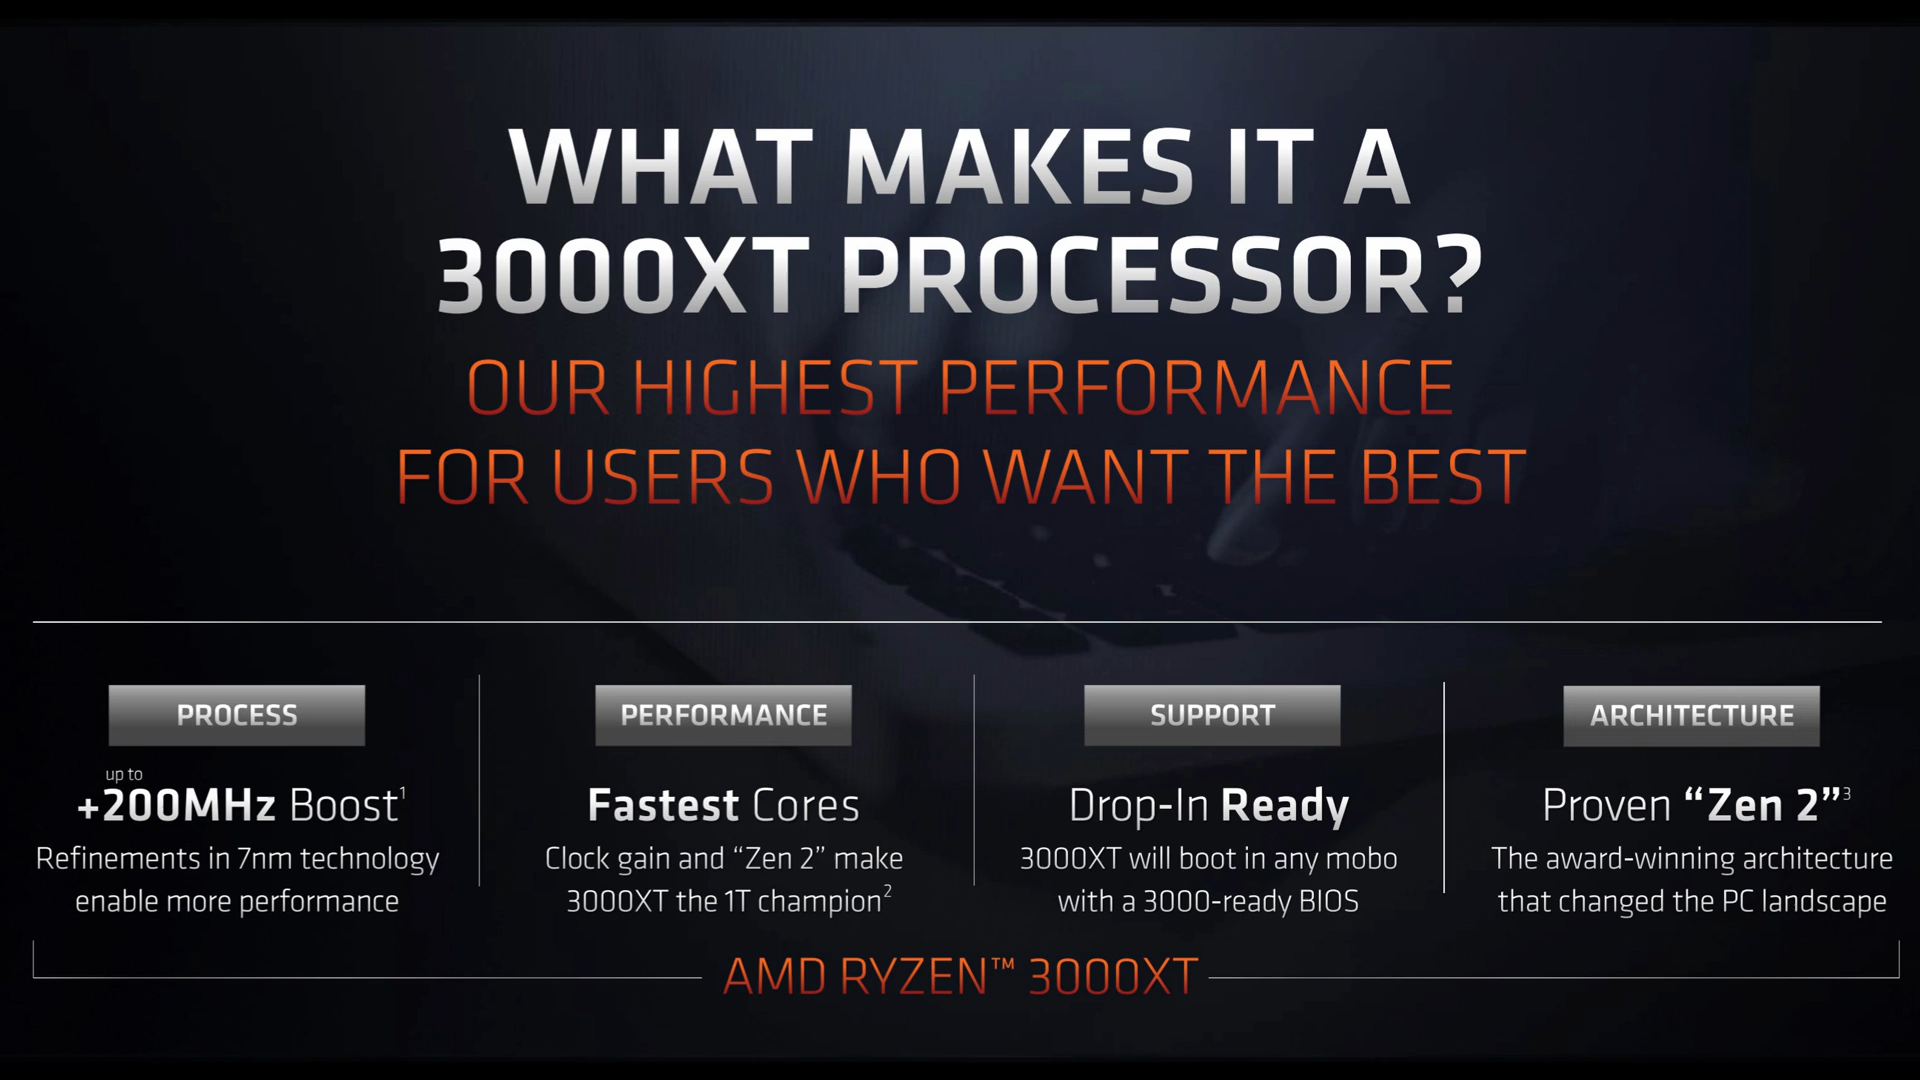 WHAT MAKES IT A
3000XT PROCESSOR?
OUR HIGHEST PERFORMANCE
FOR USERS WHO WANT THE BEST
PROCESS
up to
+200MHz Boost¹
Refinements in 7nm technology
enable more performance
PERFORMANCE
Fastest Cores
Clock gain and “Zen 2” make
3000XT the 1T champion²
SUPPORT
Drop-In Ready
3000XT will boot in any mobo
with a 3000-ready BIOS
ARCHITECTURE
Proven “Zen 2”³
The award-winning architecture
that changed the PC landscape
AMD RYZEN™ 3000XT